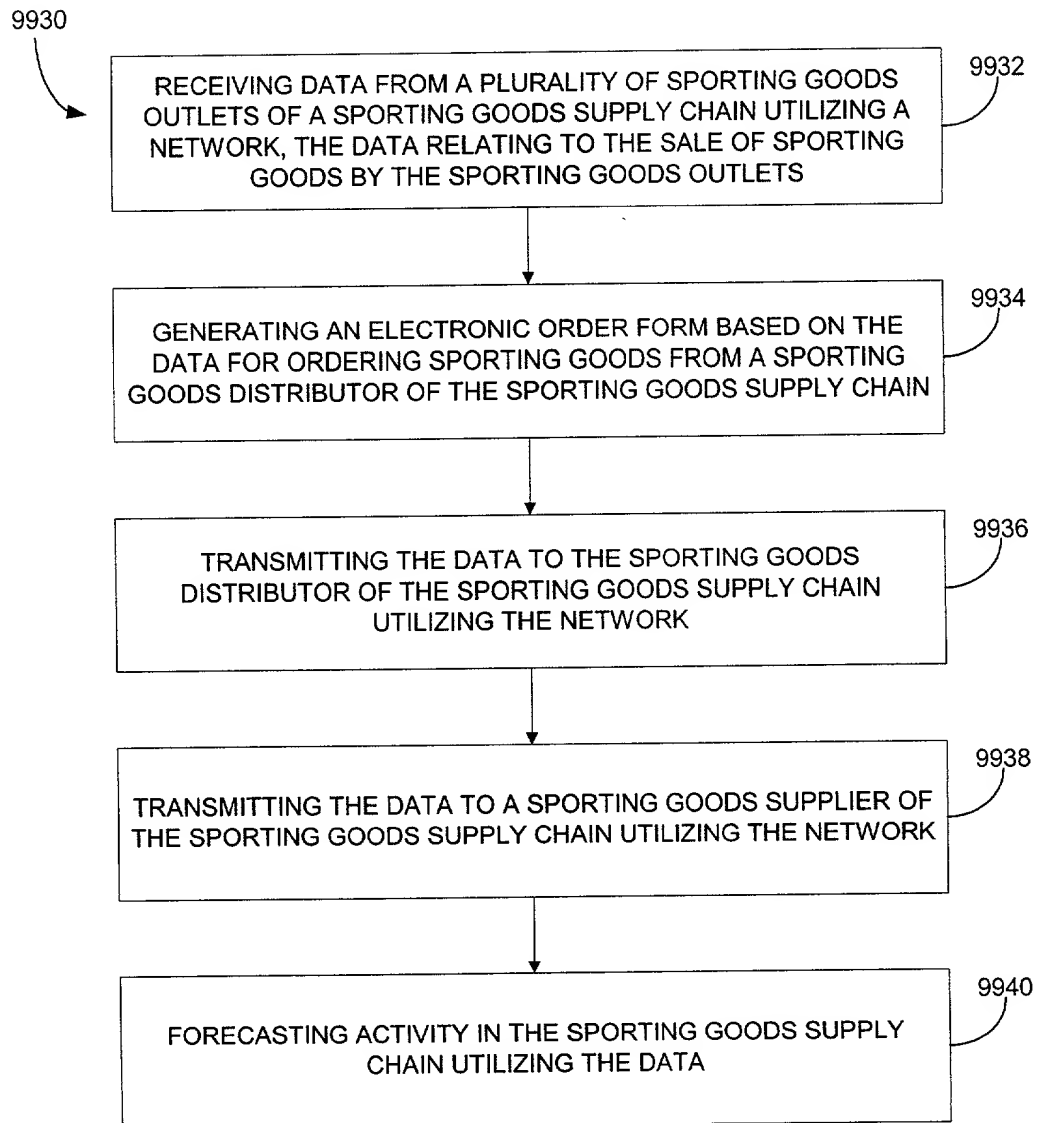 9930
RECEIVING DATA FROM A PLURALITY OF SPORTING GOODS
OUTLETS OF A SPORTING GOODS SUPPLY CHAIN UTILIZING A
NETWORK, THE DATA RELATING TO THE SALE OF SPORTING
GOODS BY THE SPORTING GOODS OUTLETS
9932
GENERATING AN ELECTRONIC ORDER FORM BASED ON THE
DATA FOR ORDERING SPORTING GOODS FROM A SPORTING
GOODS DISTRIBUTOR OF THE SPORTING GOODS SUPPLY CHAIN
9934
TRANSMITTING THE DATA TO THE SPORTING GOODS
DISTRIBUTOR OF THE SPORTING GOODS SUPPLY CHAIN
UTILIZING THE NETWORK
9936
TRANSMITTING THE DATA TO A SPORTING GOODS SUPPLIER OF
THE SPORTING GOODS SUPPLY CHAIN UTILIZING THE NETWORK
9938
FORECASTING ACTIVITY IN THE SPORTING GOODS SUPPLY
CHAIN UTILIZING THE DATA
9940